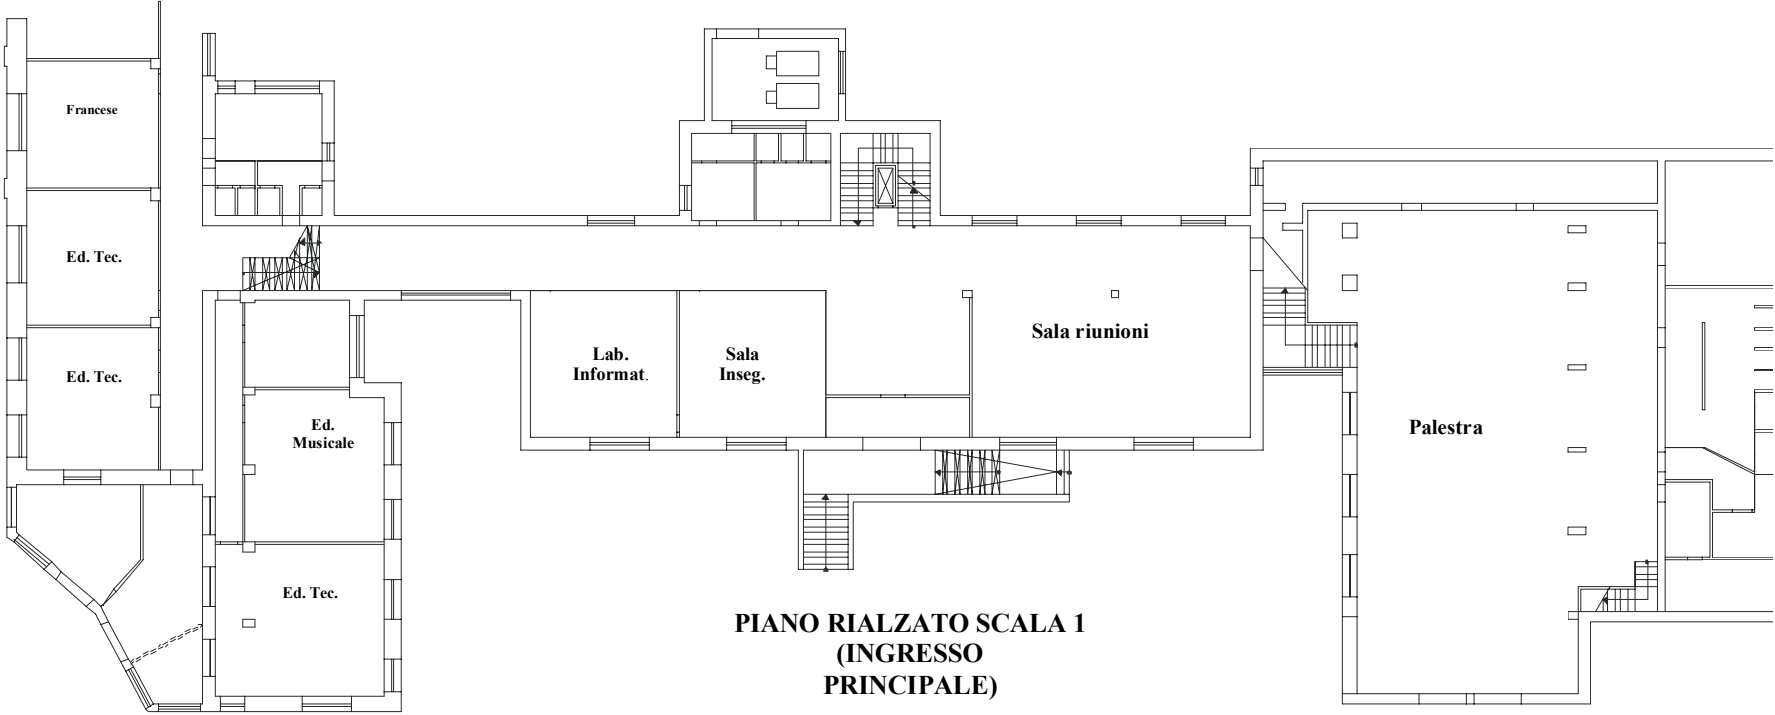 Francese
Ed. Tec.
Ed. Tec.
Ed.
Musicale
Ed. Tec.
Lab.
Informat.
Sala
Inseg.
Sala riunioni
Palestra
PIANO RIALZATO SCALA 1
(INGRESSO
PRINCIPALE)